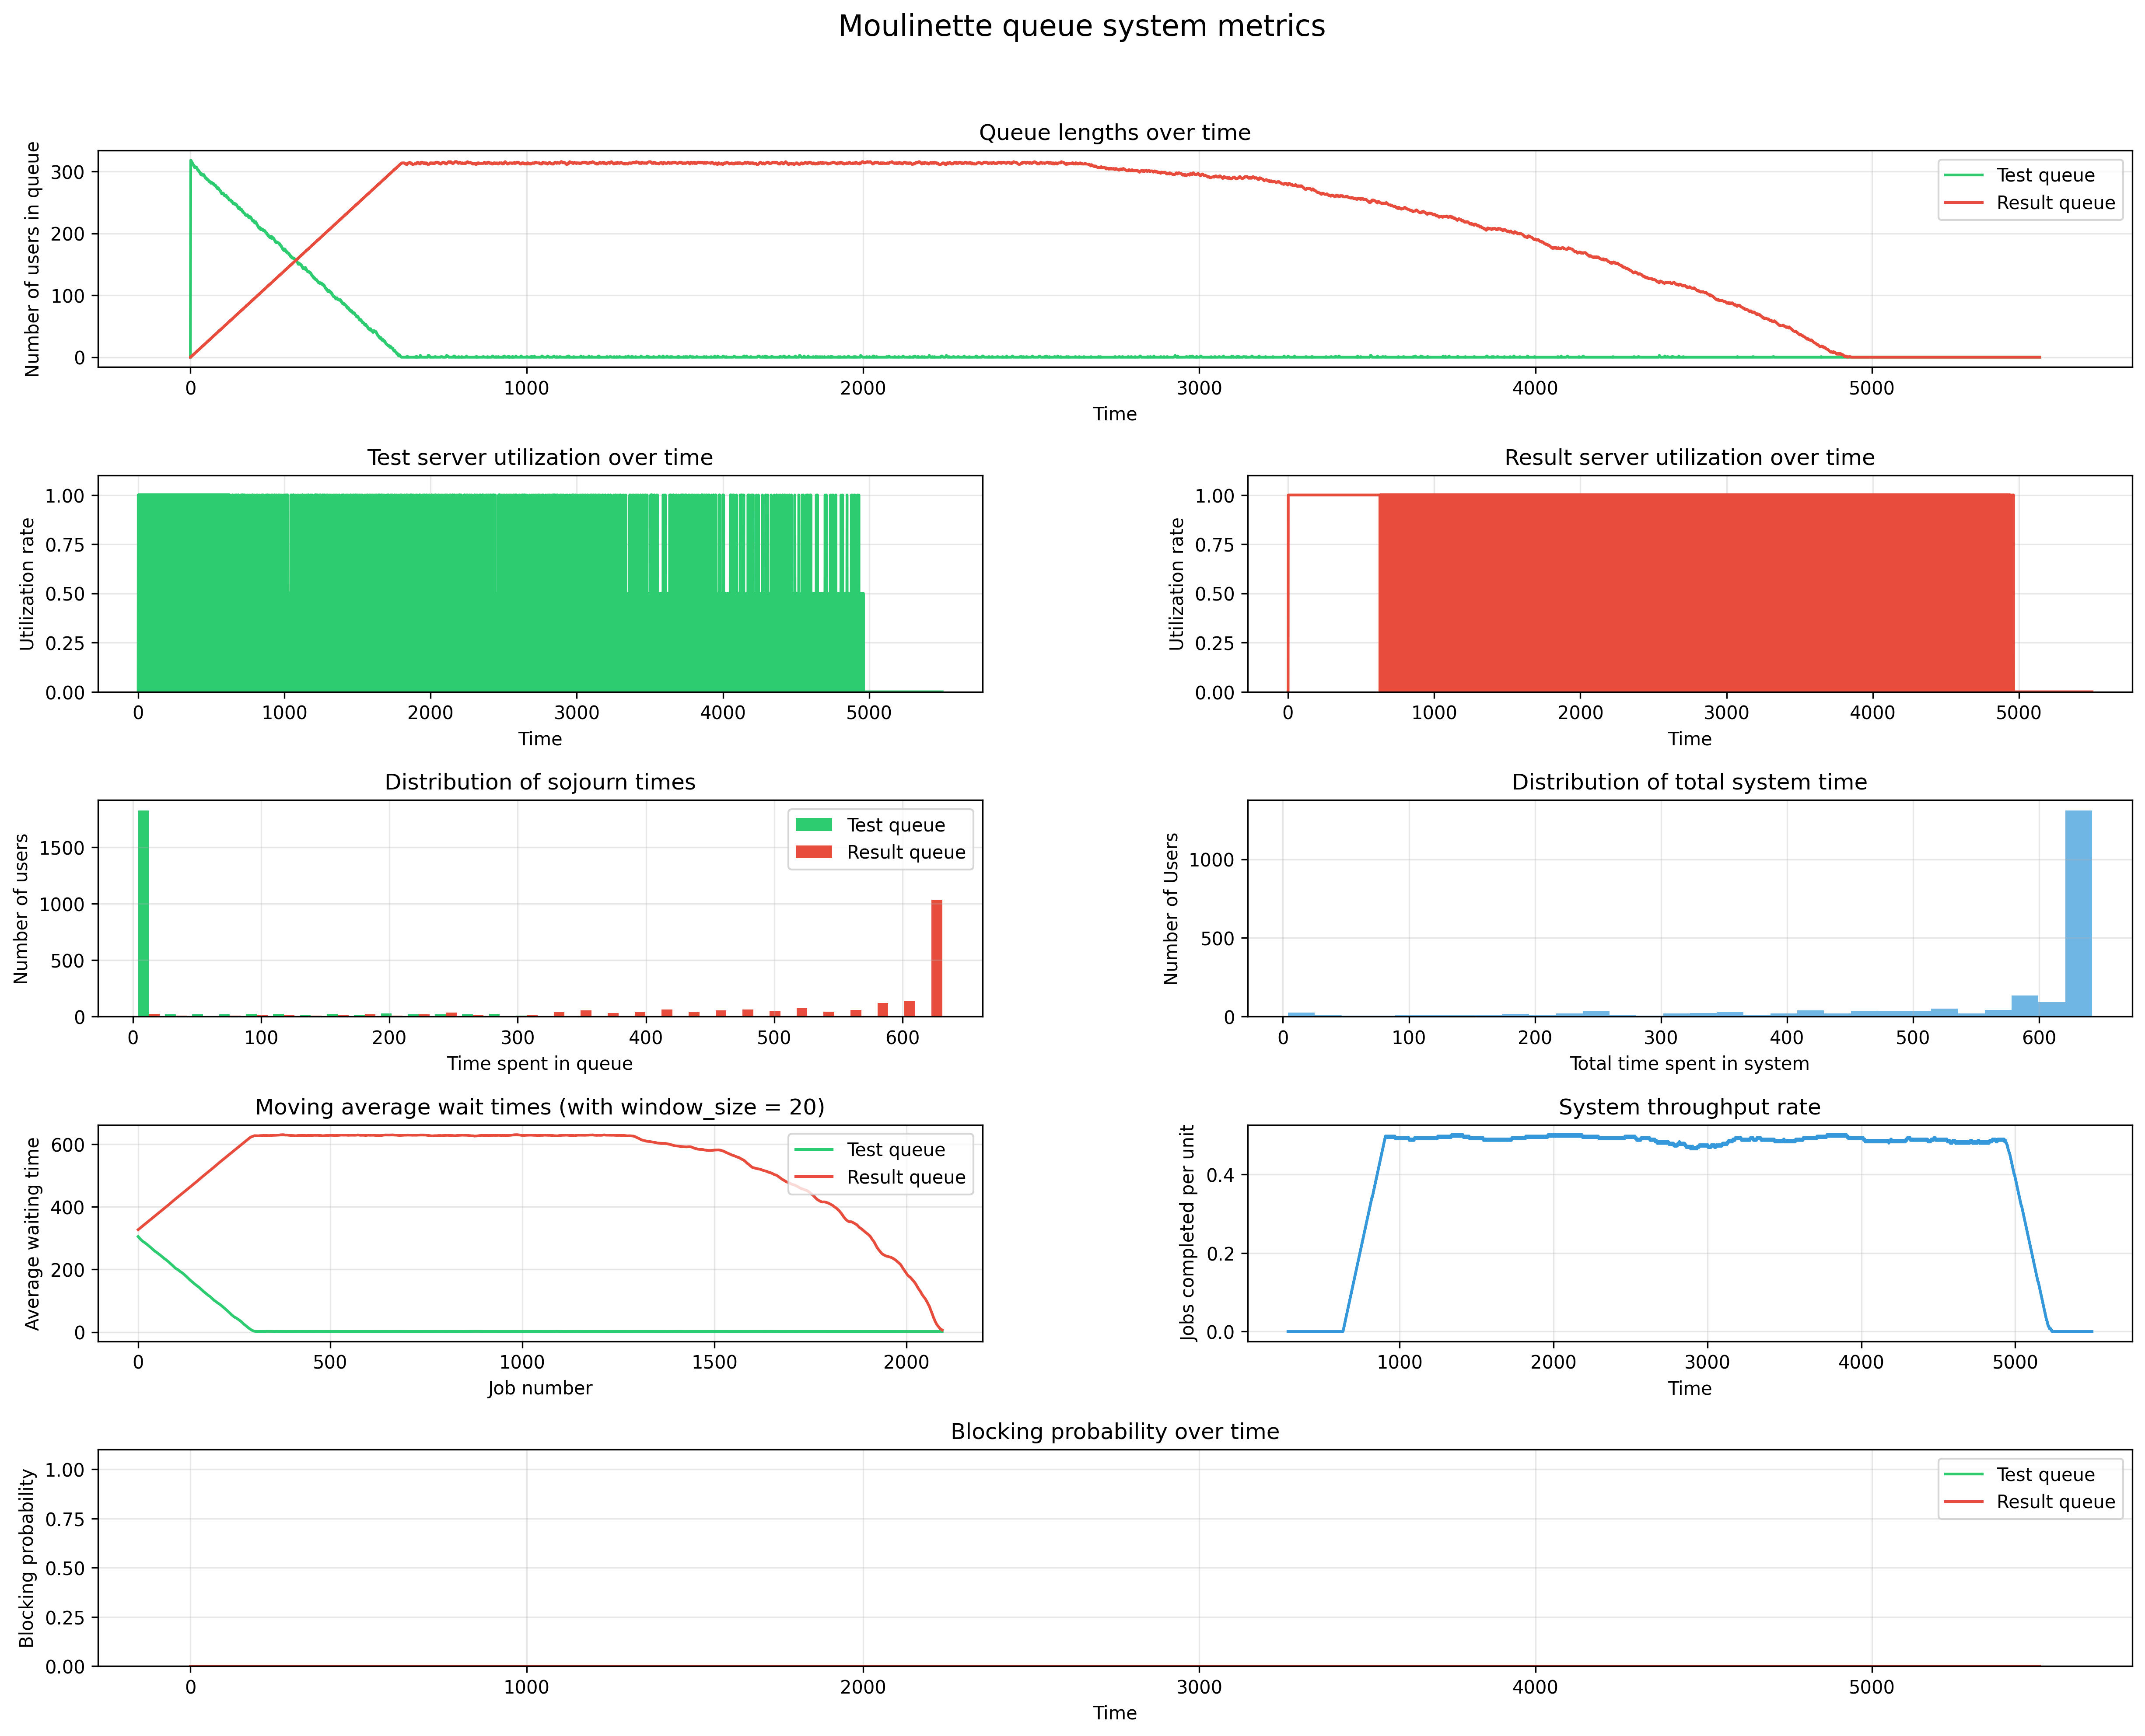 Moulinette queue system metrics
Queue lengths over time
Number of users in queue
300
200
100
0
Test queue
Result queue
0 1000 2000 3000 4000 5000
Time
Test server utilization over time
Utilization rate
1.00
0.75
0.50
0.25
0.00
0 1000 2000 3000 4000 5000
Time
Result server utilization over time
Utilization rate
1.00
0.75
0.50
0.25
0.00
0 1000 2000 3000 4000 5000
Time
Distribution of sojourn times
Number of users
1500
1000
500
0
Test queue
Result queue
0 100 200 300 400 500 600
Time spent in queue
Distribution of total system time
Number of Users
1000
500
0
0 100 200 300 400 500 600
Total time spent in system
Moving average wait times (with window_size = 20)
Average waiting time
600
400
200
0
Test queue
Result queue
0 500 1000 1500 2000
Job number
System throughput rate
Jobs completed per unit
0.4
0.2
0.0
1000 2000 3000 4000 5000
Time
Blocking probability over time
Blocking probability
1.00
0.75
0.50
0.25
0.00
Test queue
Result queue
0 1000 2000 3000 4000 5000
Time